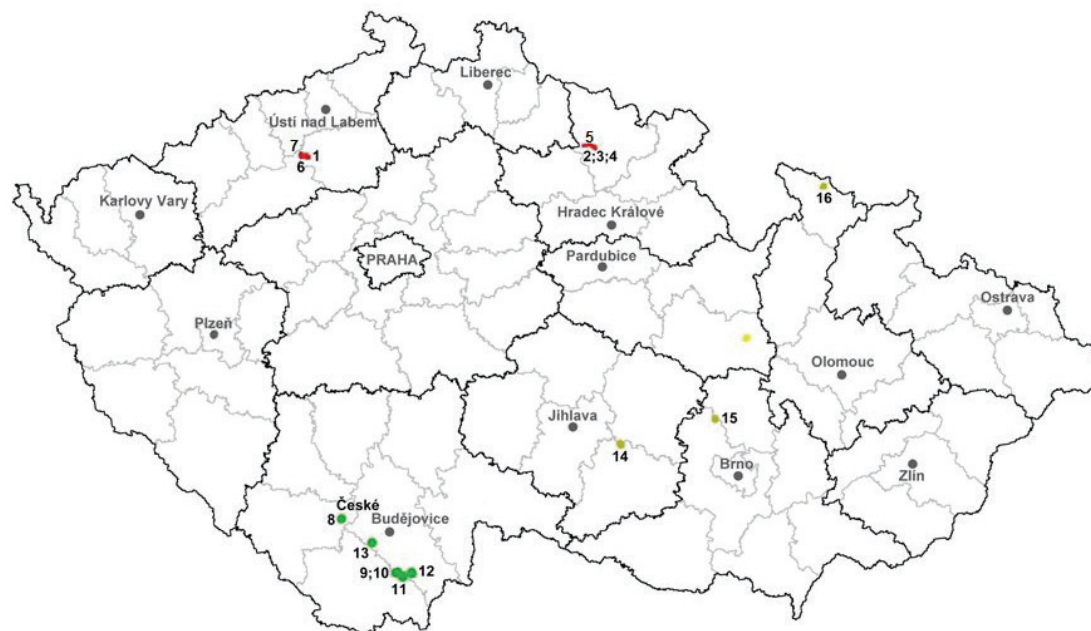 Liberec
Ústí nad Labem
7
1
6
5
2;3;4
Karlovy Vary
16
Hradec Králové
PRAHA
Pardubice
Ostrava
Plzeň
Olomouc
Jihlava
15
14
Brno
Zlín
České
8
Budějovice
13
9;10
12
11